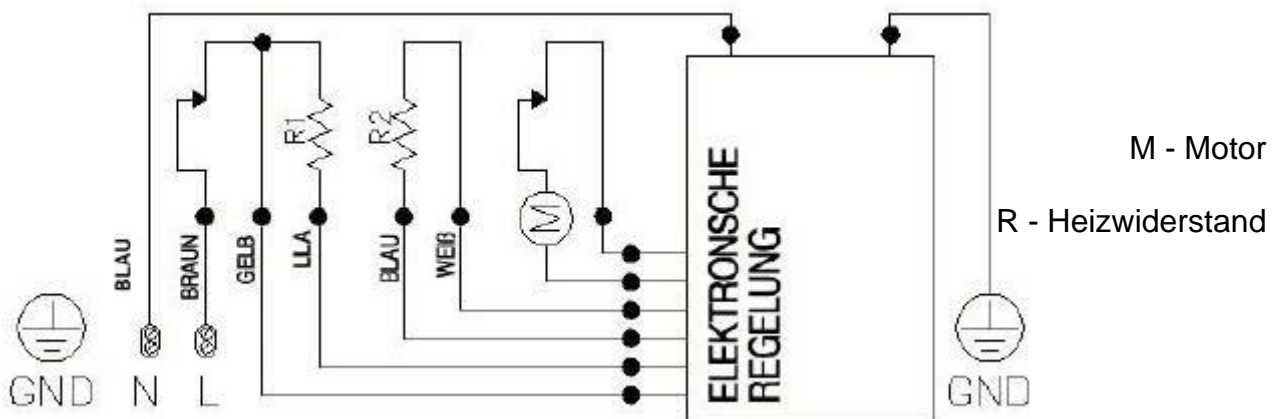 R1
R2
M
M - Motor
R - Heizwiderstand
BLAU
BRAUN
GELB
LILA
BLAU
WEIß
ELEKTRONSCHE
REGELUNG
GND
N
L
GND